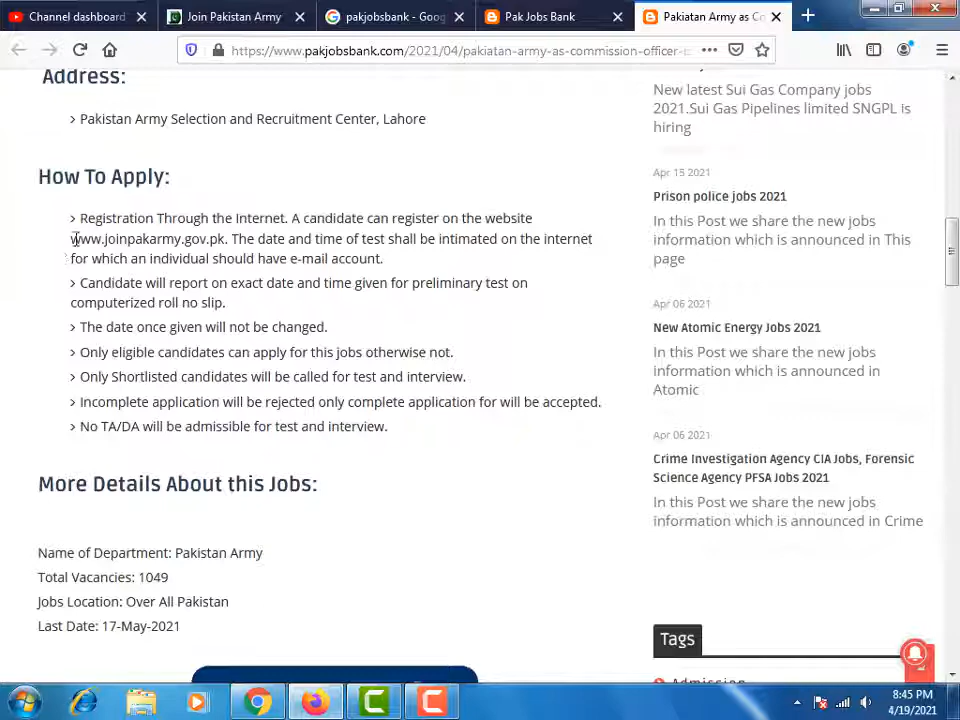 Channel dashboard
Join Pakistan Army
pakjobsbank - Goog
Pak Jobs Bank
Pakiatan Army as Co
https://www.pakjobsbank.com/2021/04/pakiatan-army-as-commission-officer-
Address:
> Pakistan Army Selection and Recruitment Center, Lahore
How To Apply:
> Registration Through the Internet. A candidate can register on the website
www.joinpakarmy.gov.pk. The date and time of test shall be intimated on the internet
for which an individual should have e-mail account.
> Candidate will report on exact date and time given for preliminary test on
computerized roll no slip.
> The date once given will not be changed.
> Only eligible candidates can apply for this jobs otherwise not.
> Only Shortlisted candidates will be called for test and interview.
> Incomplete application will be rejected only complete application for will be accepted.
> No TA/DA will be admissible for test and interview.
More Details About this Jobs:
Name of Department: Pakistan Army
Total Vacancies: 1049
Jobs Location: Over All Pakistan
Last Date: 17-May-2021
New latest Sui Gas Company jobs
2021.Sui Gas Pipelines limited SNGPL is
hiring
Apr 15 2021
Prison police jobs 2021
In this Post we share the new jobs
information which is announced in This
page
Apr 06 2021
New Atomic Energy Jobs 2021
In this Post we share the new jobs
information which is announced in
Atomic
Apr 06 2021
Crime Investigation Agency CIA Jobs, Forensic
Science Agency PFSA Jobs 2021
In this Post we share the new jobs
information which is announced in Crime
Tags
Admission
8:45 PM
4/19/2021